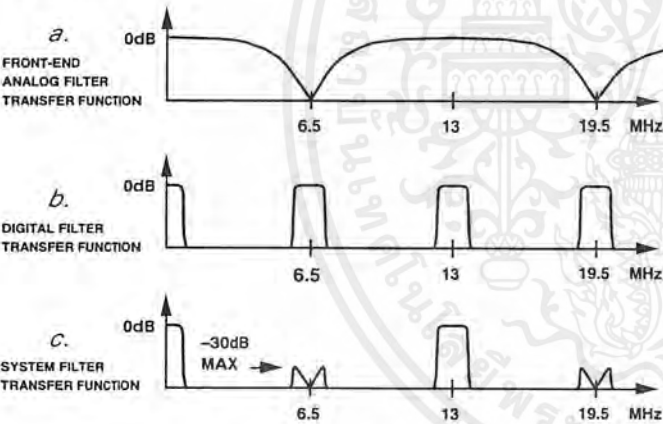 a.
0dB
FRONT-END
ANALOG FILTER
TRANSFER FUNCTION
6.5 13 19.5 MHz
b.
0dB
DIGITAL FILTER
TRANSFER FUNCTION
6.5 13 19.5 MHz
c.
0dB
–30dB
MAX
SYSTEM FILTER
TRANSFER FUNCTION
6.5 13 19.5 MHz